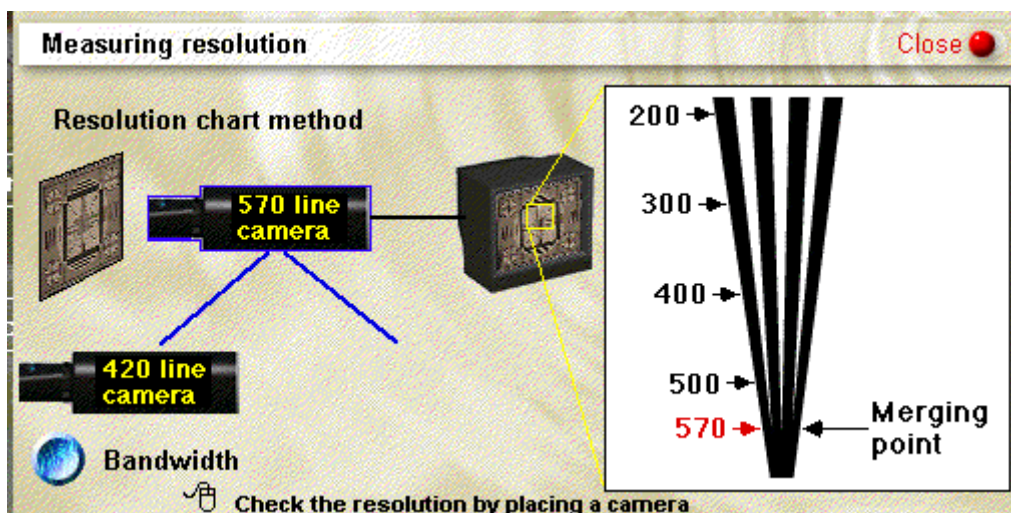 Measuring resolution
Close
Resolution chart method
570 line
camera
420 line
camera
200
300
400
500
570
Merging
point
Bandwidth
Check the resolution by placing a camera